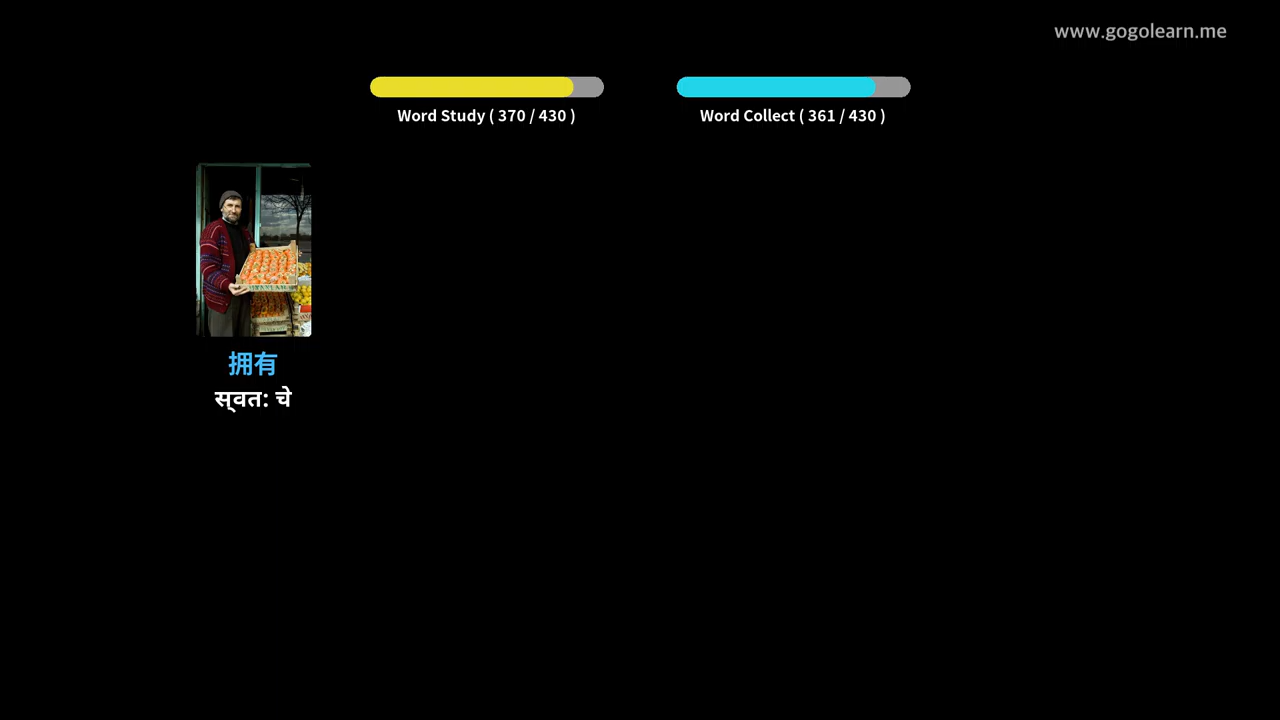 www.gogolearn.me
Word Study ( 370 / 430 )
Word Collect ( 361 / 430 )
拥有
स्वत: चे